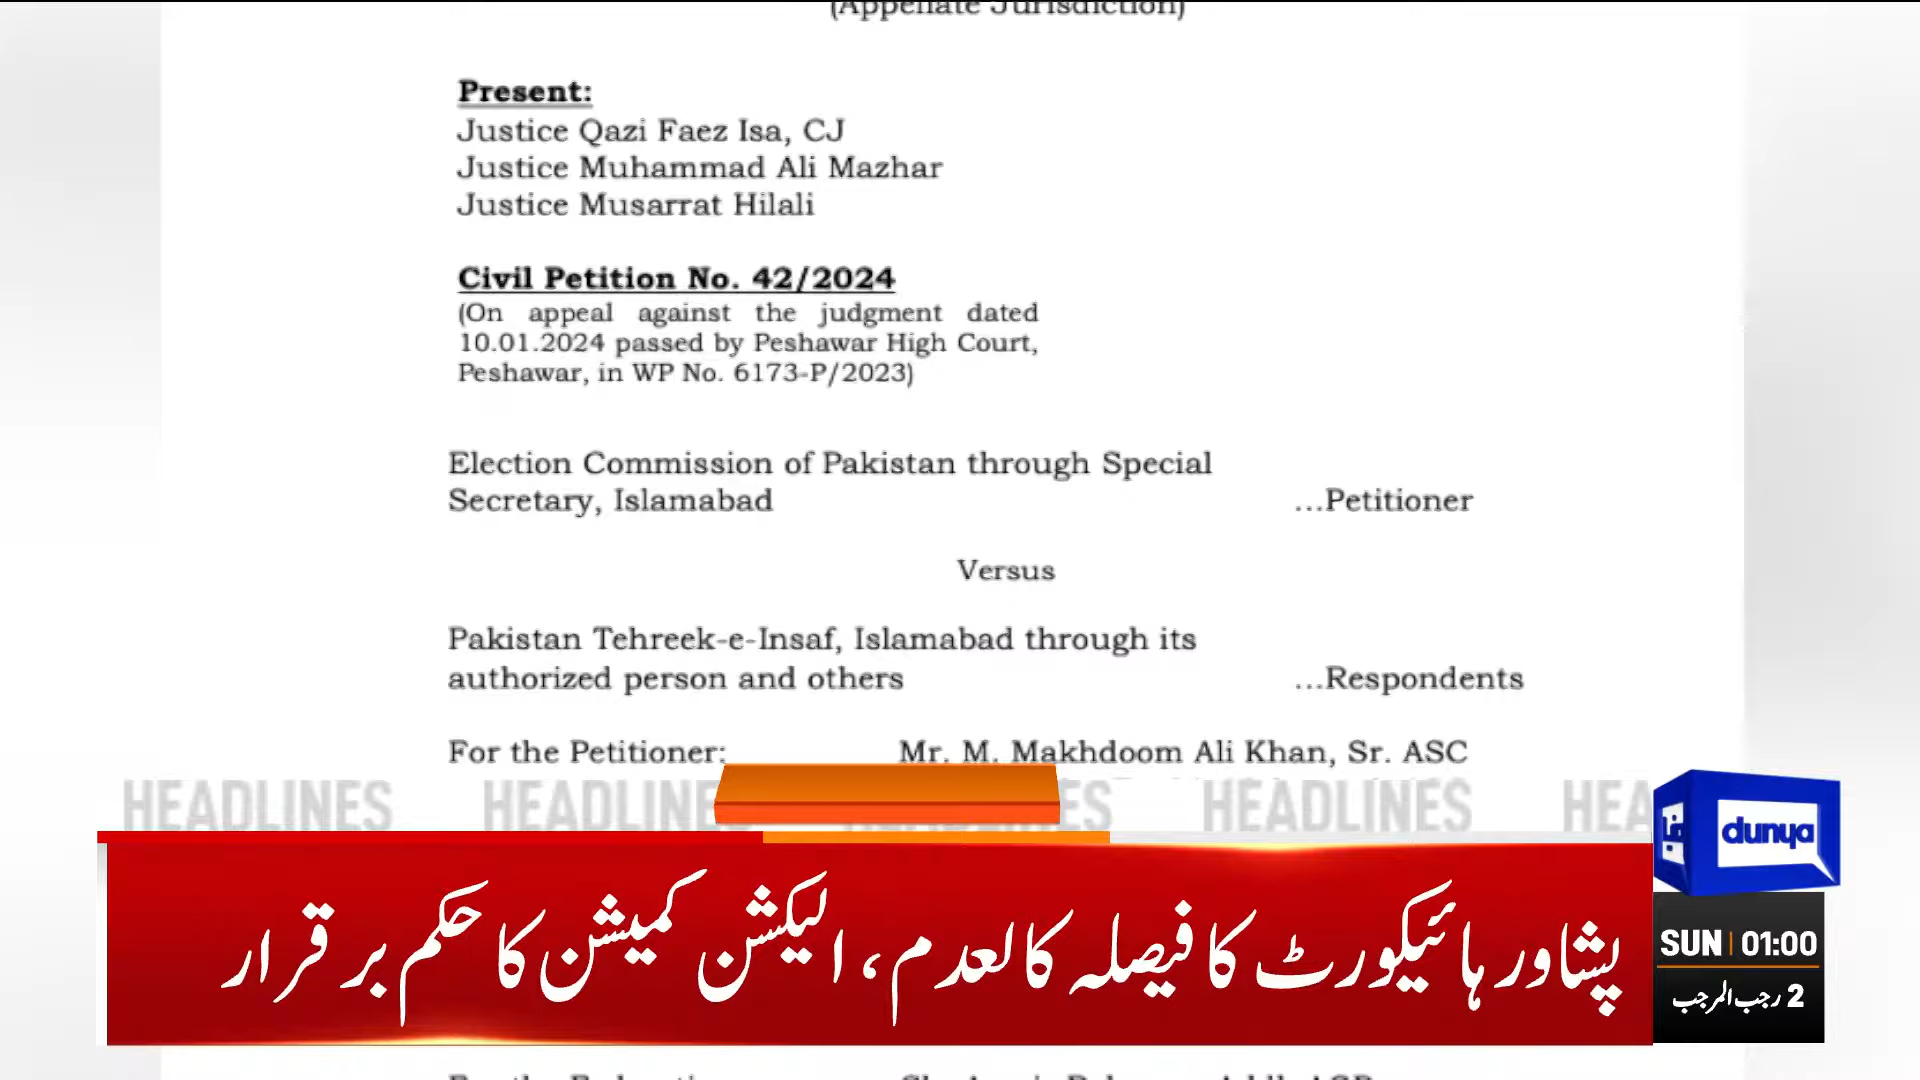 (Appellate Jurisdiction)
Present:
Justice Qazi Faez Isa, CJ
Justice Muhammad Ali Mazhar
Justice Musarrat Hilali
Civil Petition No. 42/2024
(On appeal against the judgment dated
10.01.2024 passed by Peshawar High Court,
Peshawar, in WP No. 6173-P/2023)
Election Commission of Pakistan through Special
Secretary, Islamabad ...Petitioner
Versus
Pakistan Tehreek-e-Insaf, Islamabad through its
authorized person and others ...Respondents
For the Petitioner: Mr. M. Makhdoom Ali Khan, Sr. ASC
HEADLINES HEADLINES HEADLINES HEADLINES
dunya
پشاور ہائیکورٹ کا فیصلہ کالعدم، الیکشن کمیشن کا حکم برقرار
SUN 01:00
2 رجب المرجب